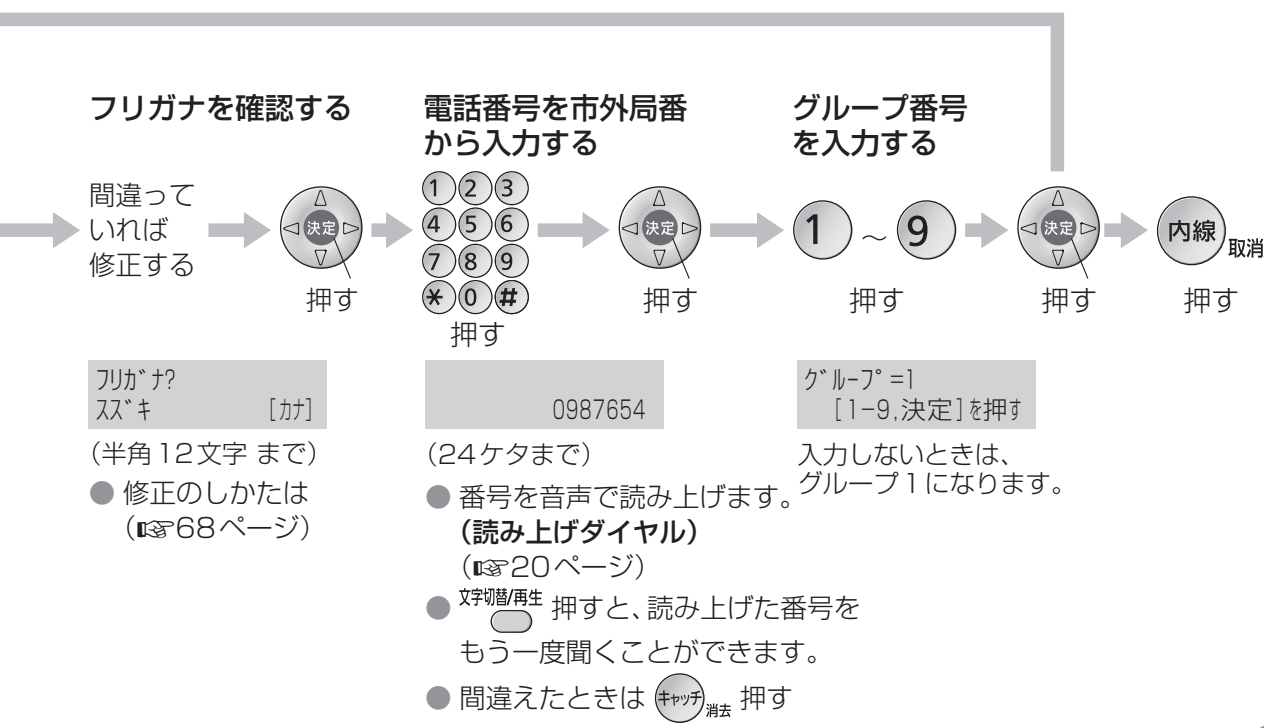 フリガナを確認する
間違って
いれば
修正する
決定
押す
ﾌﾘｶﾞﾅ?
ｽｽﾞｷ [ｶﾅ]
(半角12文字 まで)
● 修正のしかたは
(☞68ページ)
電話番号を市外局番
から入力する
1 2 3
4 5 6
7 8 9
* 0 #
押す
決定
押す
0987654
(24ケタまで)
● 番号を音声で読み上げます。
(読み上げダイヤル)
(☞20ページ)
● 文字切替/再生 押すと、読み上げた番号を
もう一度聞くことができます。
● 間違えたときは キャッチ 消去 押す
グループ番号
を入力する
1 ~ 9
押す
決定
押す
内線 取消
押す
ｸﾞﾙｰﾌﾟ=1
[1-9,決定]を押す
入力しないときは、
グループ1になります。